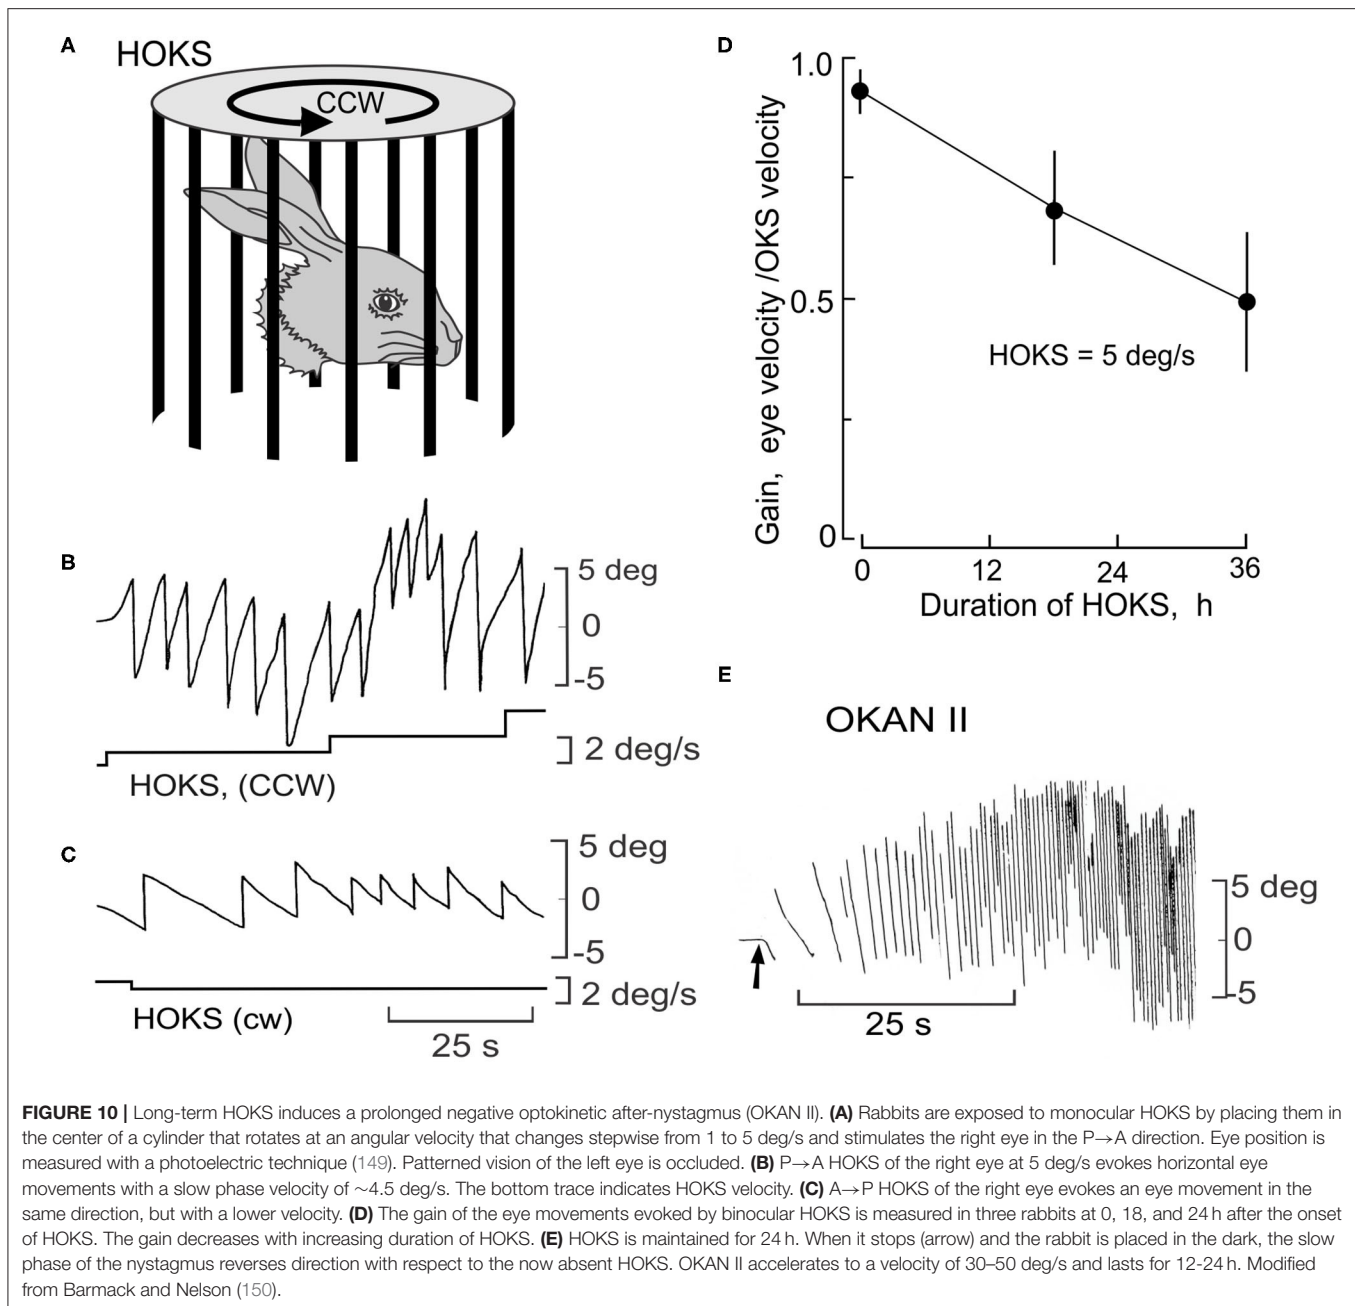 A
HOKS
CCW
B
5 deg
0
-5
2 deg/s
HOKS, (CCW)
C
5 deg
0
-5
2 deg/s
HOKS (cw)
25 s
D
1.0
0.5
0
Gain, eye velocity /OKS velocity
HOKS = 5 deg/s
0 12 24 36
Duration of HOKS, h
E
OKAN II
5 deg
0
-5
25 s
FIGURE 10 | Long-term HOKS induces a prolonged negative optokinetic after-nystagmus (OKAN II). (A) Rabbits are exposed to monocular HOKS by placing them in
the center of a cylinder that rotates at an angular velocity that changes stepwise from 1 to 5 deg/s and stimulates the right eye in the P→A direction. Eye position is
measured with a photoelectric technique (149). Patterned vision of the left eye is occluded. (B) P→A HOKS of the right eye at 5 deg/s evokes horizontal eye
movements with a slow phase velocity of ~4.5 deg/s. The bottom trace indicates HOKS velocity. (C) A→P HOKS of the right eye evokes an eye movement in the
same direction, but with a lower velocity. (D) The gain of the eye movements evoked by binocular HOKS is measured in three rabbits at 0, 18, and 24 h after the onset
of HOKS. The gain decreases with increasing duration of HOKS. (E) HOKS is maintained for 24 h. When it stops (arrow) and the rabbit is placed in the dark, the slow
phase of the nystagmus reverses direction with respect to the now absent HOKS. OKAN II accelerates to a velocity of 30–50 deg/s and lasts for 12-24 h. Modified
from Barmack and Nelson (150).